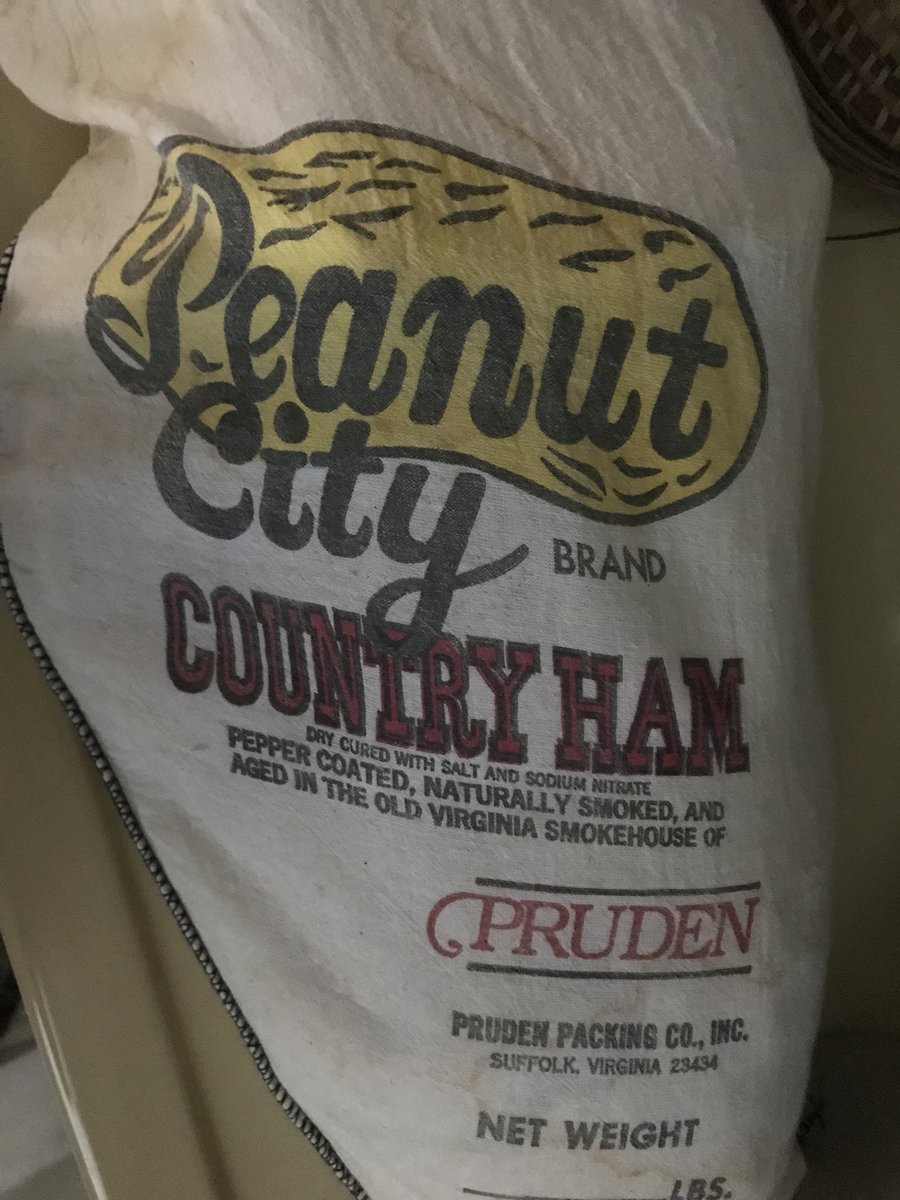 Peanut
City
BRAND
COUNTRY HAM
DRY CURED WITH SALT AND SODIUM NITRATE
PEPPER COATED, NATURALLY SMOKED, AND
AGED IN THE OLD VIRGINIA SMOKEHOUSE OF
PRUDEN
PRUDEN PACKING CO., INC.
SUFFOLK, VIRGINIA 23434
NET WEIGHT
LBS.